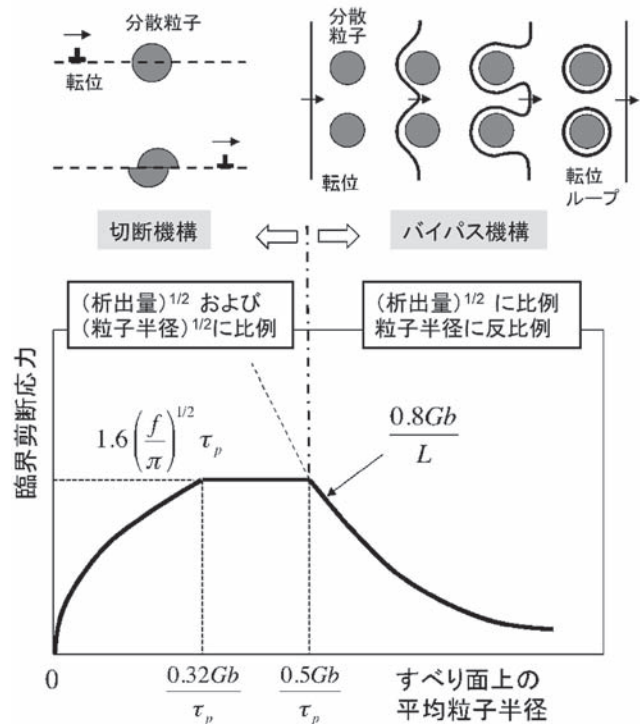 分散粒子
転位
分散
粒子
転位
転位
ループ
切断機構
バイパス機構
(析出量)^{1/2} および
(粒子半径)^{1/2}に比例
(析出量)^{1/2} に比例
粒子半径に反比例
臨界剪断応力
1.6(f/π)^{1/2} τ_p
0.8Gb/L
0
0.32Gb/τ_p
0.5Gb/τ_p
すべり面上の
平均粒子半径